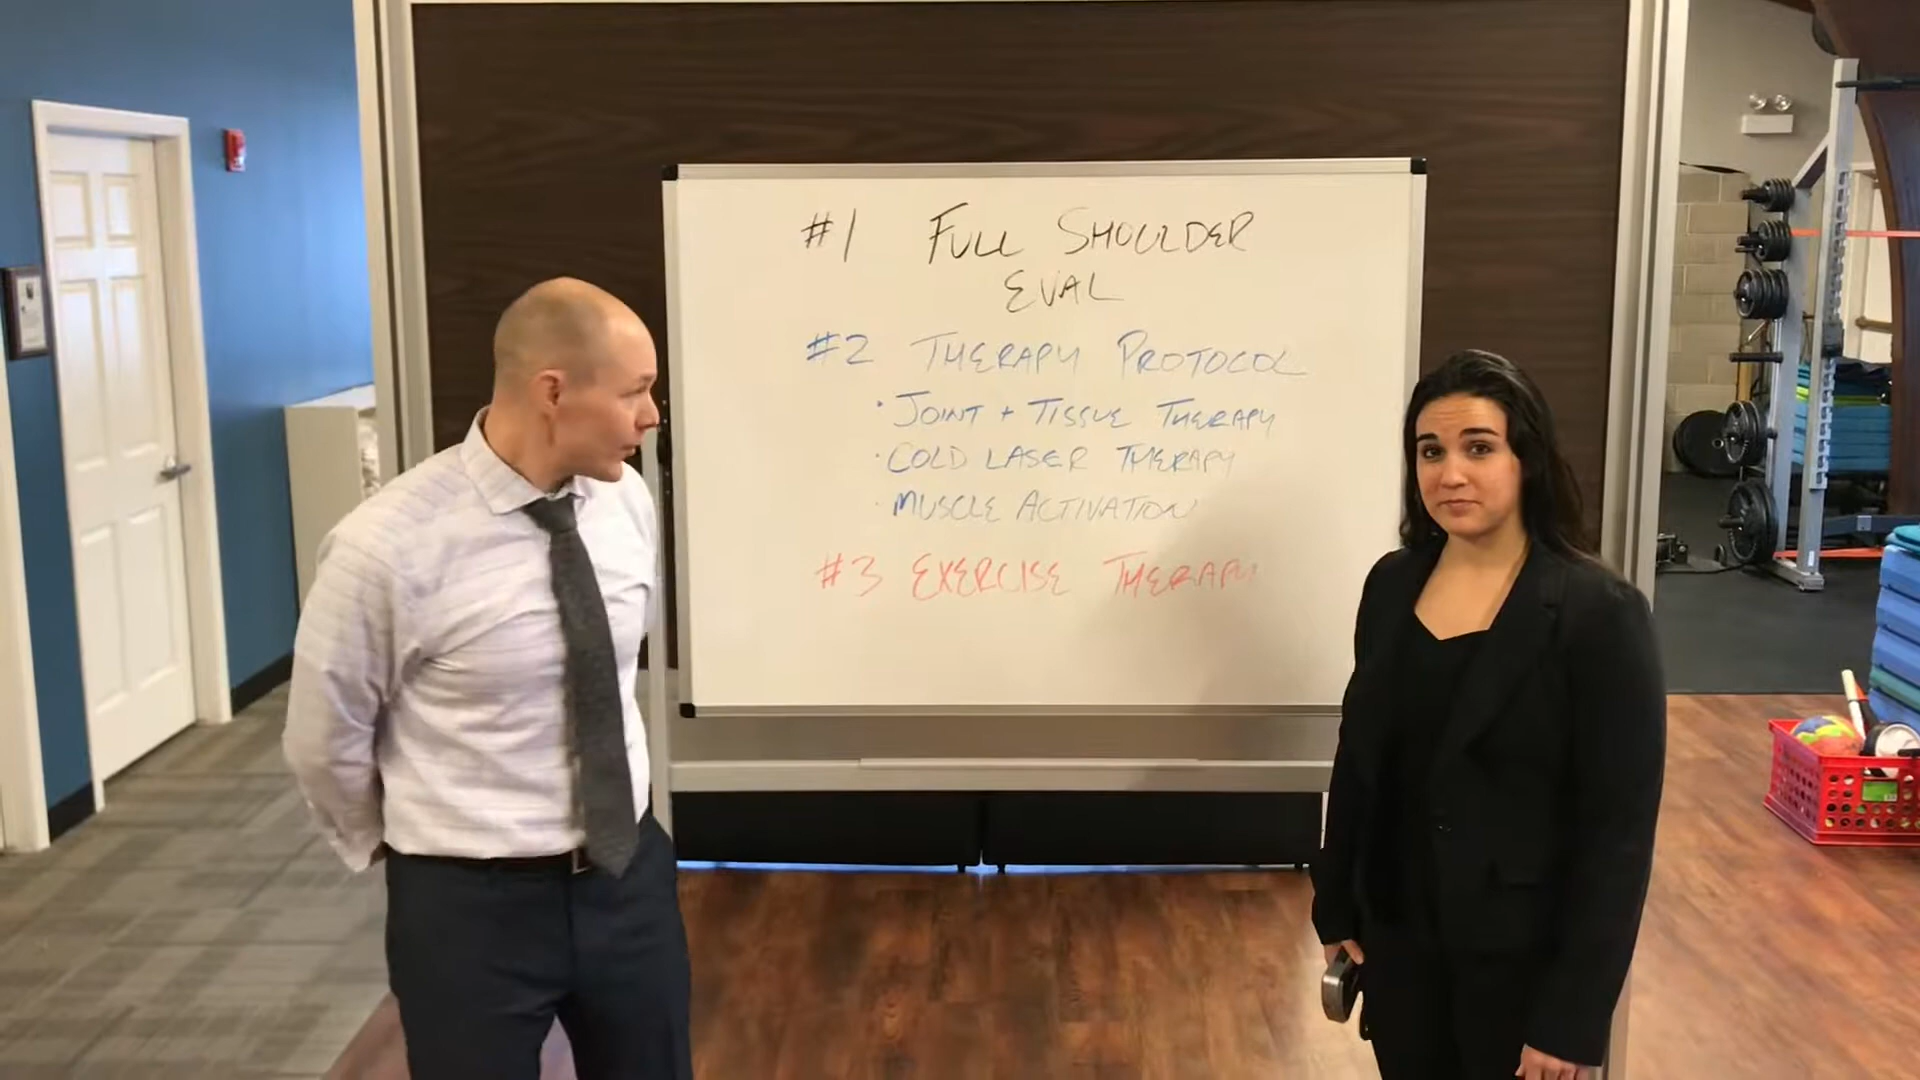 #1 FULL SHOULDER
EVAL
#2 THERAPY PROTOCOL
• JOINT + TISSUE THERAPY
• COLD LASER THERAPY
• MUSCLE ACTIVATION
#3 EXERCISE THERAPY